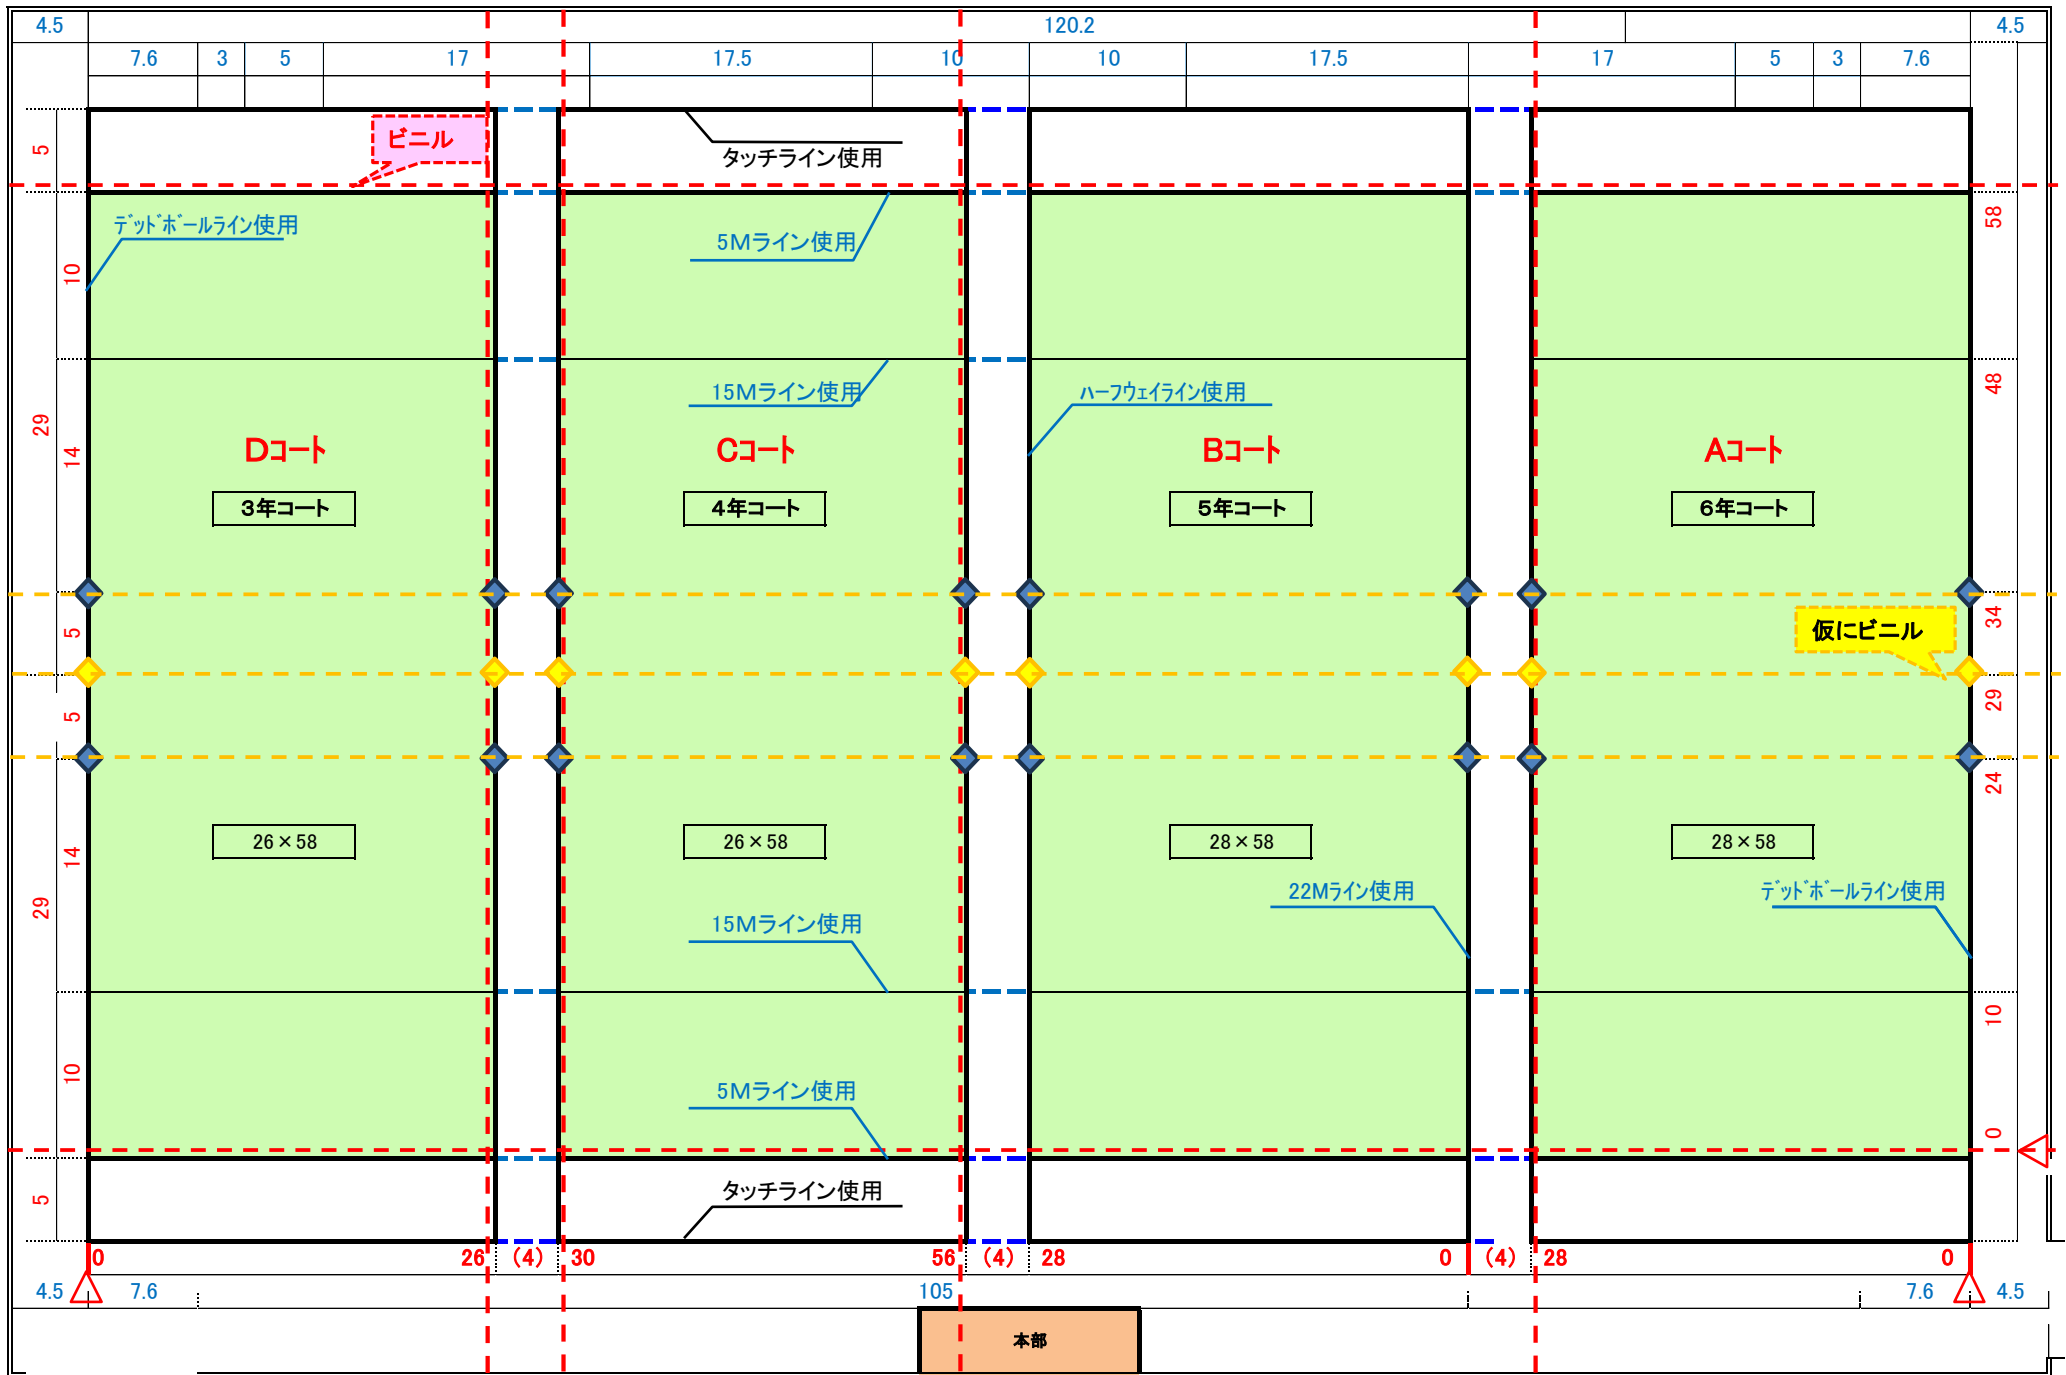 4.5 120.2 4.5
7.6 3 5 17 17.5 10 10 17.5 17 5 3 7.6
ビニル
5
タッチライン使用
デッドボールライン使用
5Mライン使用
58
10
15Mライン使用
ハーフウェイライン使用
48
29
14
Dコート Cコート Bコート Aコート
3年コート 4年コート 5年コート 6年コート
34
5
仮にビニル
29
5
24
26×58 26×58 28×58 28×58
14
29
22Mライン使用
デッドボールライン使用
15Mライン使用
10
10
5Mライン使用
0
5
タッチライン使用
0 26 (4) 30 56 (4) 28 0 (4) 28 0
4.5 7.6 105 7.6 4.5
本部